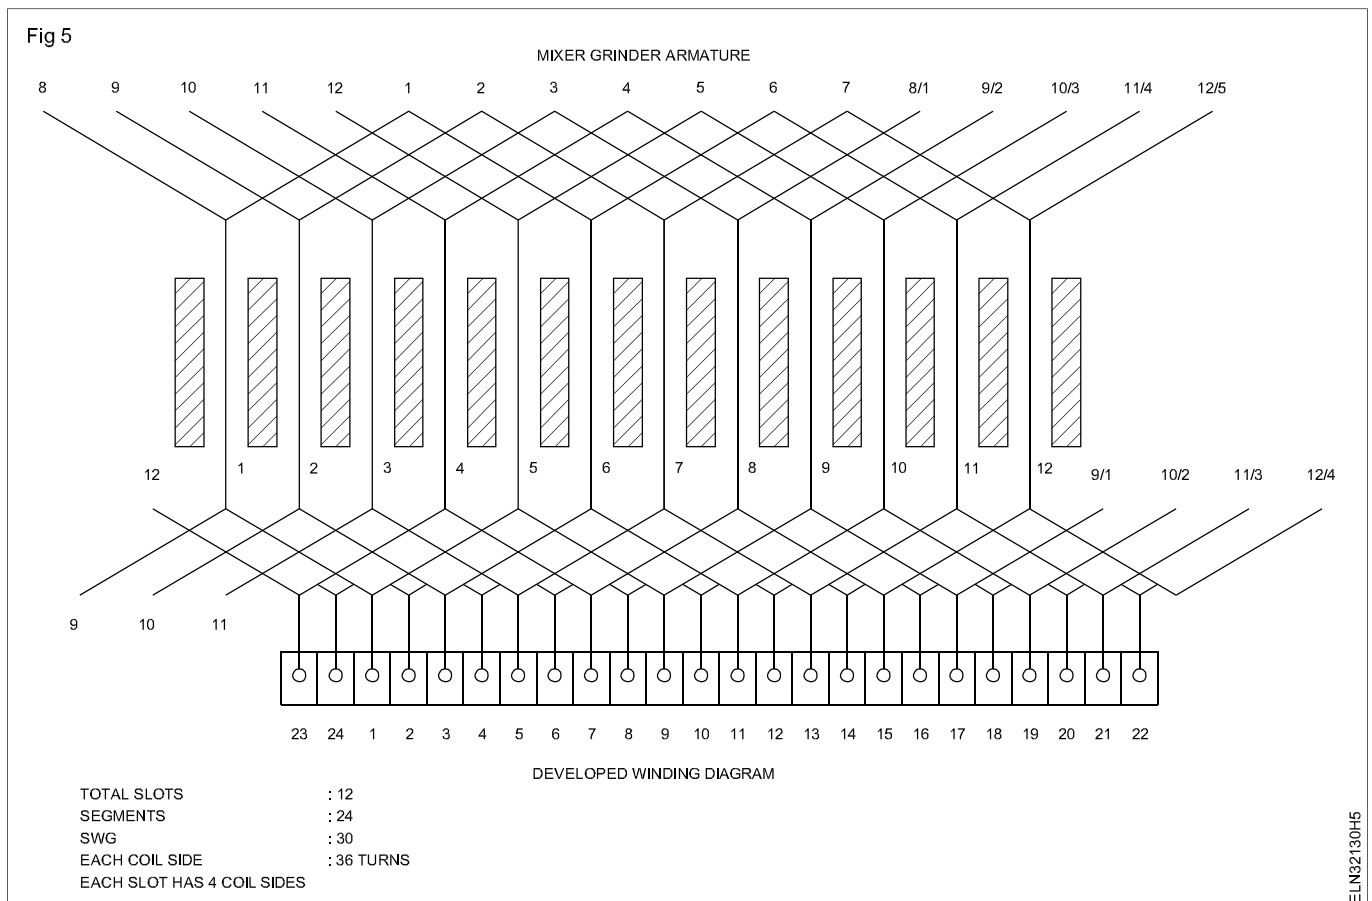 Fig 5
MIXER GRINDER ARMATURE
8 9 10 11 12 1 2 3 4 5 6 7 8/1 9/2 10/3 11/4 12/5
12 1 2 3 4 5 6 7 8 9 10 11 12 9/1 10/2 11/3 12/4
9 10 11
23 24 1 2 3 4 5 6 7 8 9 10 11 12 13 14 15 16 17 18 19 20 21 22
DEVELOPED WINDING DIAGRAM
TOTAL SLOTS : 12
SEGMENTS : 24
SWG : 30
EACH COIL SIDE : 36 TURNS
EACH SLOT HAS 4 COIL SIDES
ELN32130H5